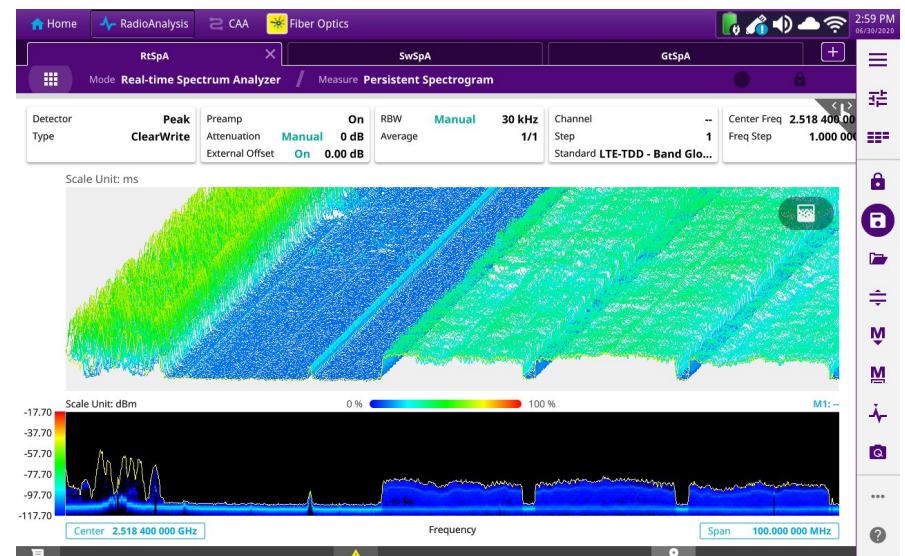 Home RadioAnalysis CAA Fiber Optics 2:59 PM
06/30/2020
RtSpA SwSpA GtSpA
Mode Real-time Spectrum Analyzer / Measure Persistent Spectrogram
Detector Peak Preamp On RBW Manual 30 kHz Channel -- Center Freq 2.518 400 00
Type ClearWrite Attenuation Manual 0 dB Average 1/1 Step 1 Freq Step 1.000 000
External Offset On 0.00 dB Standard LTE-TDD - Band Glo...
Scale Unit: ms
M
M
Scale Unit: dBm 0 % 100 % M1: --
-17.70
-37.70
-57.70
-77.70
-97.70
-117.70
Center 2.518 400 000 GHz Frequency Span 100.000 000 MHz